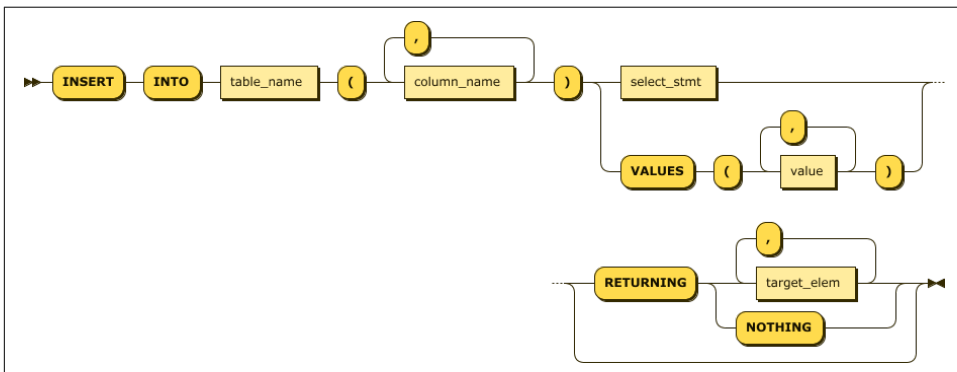 ,
INSERT INTO table_name ( column_name ) select_stmt
,
VALUES ( value )
,
RETURNING target_elem
NOTHING